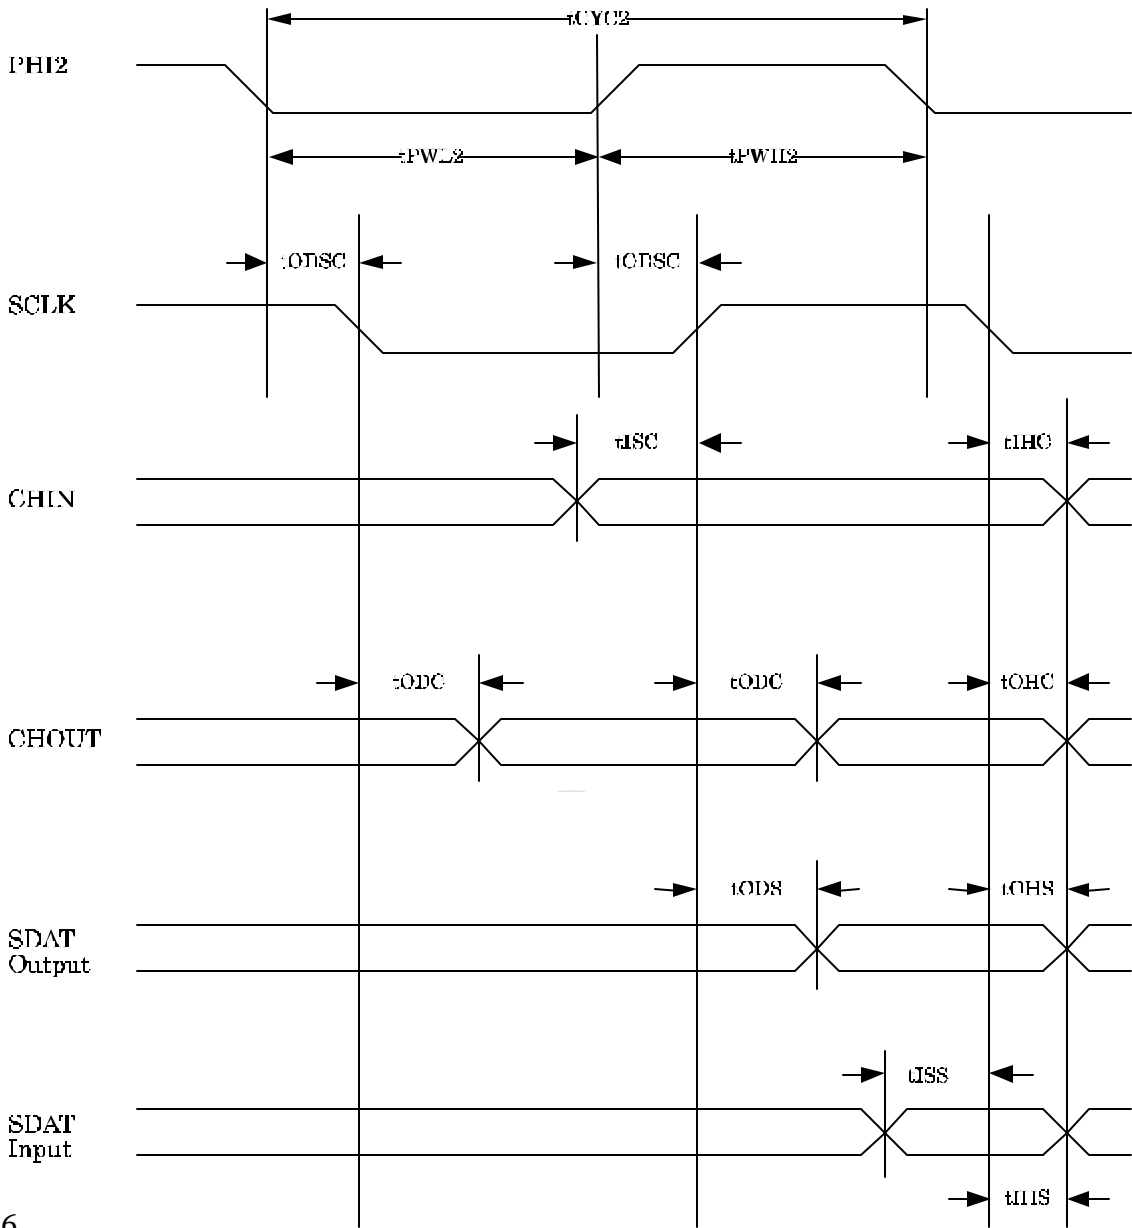 tCYC2
PHI2
tPWL2 tPWH2
tODSC tODSC
SCLK
tISC tIHC
CHIN
tODC tODC tOHC
CHOUT
tODS tOHS
SDAT
Output
tISS
SDAT
Input
tIHS
6